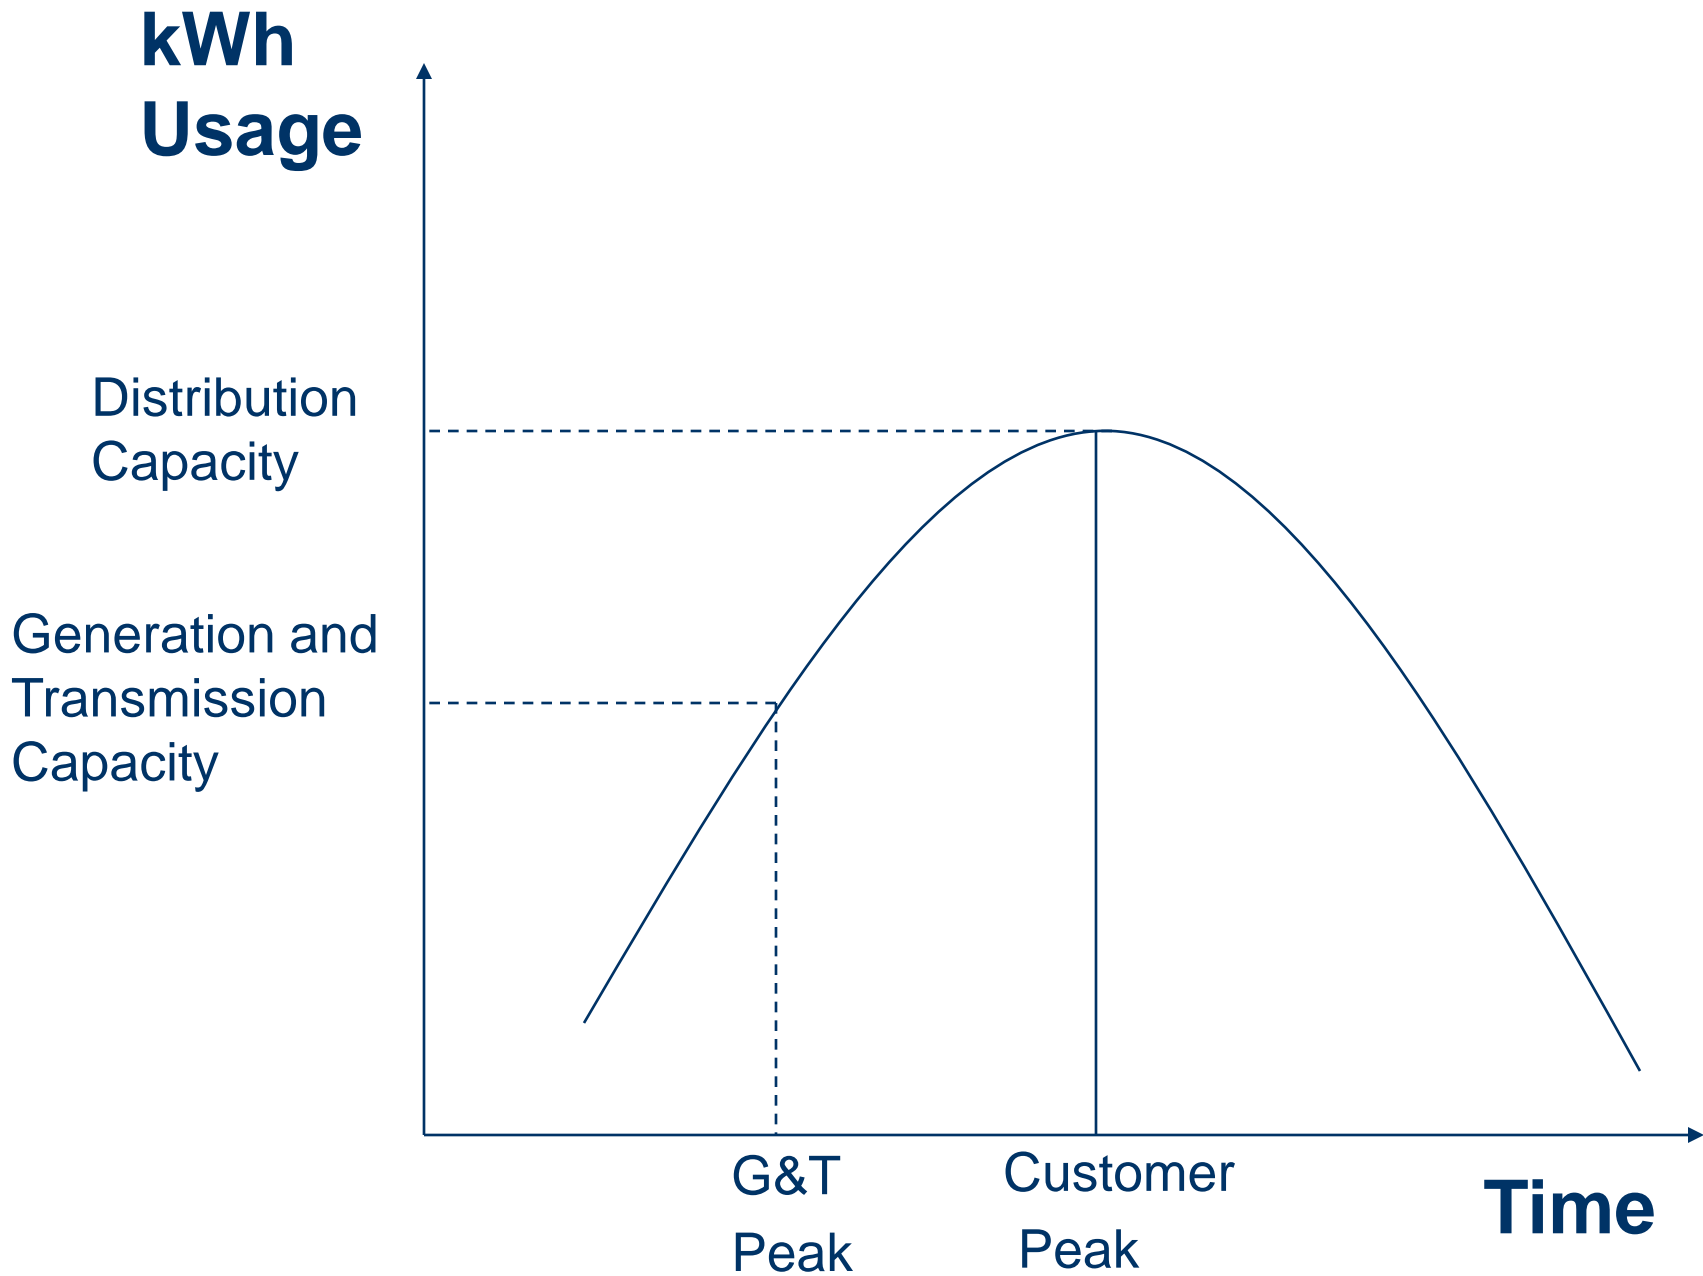 kWh
Usage
Distribution
Capacity
Generation and
Transmission
Capacity
G&T
Peak
Customer
Peak
Time